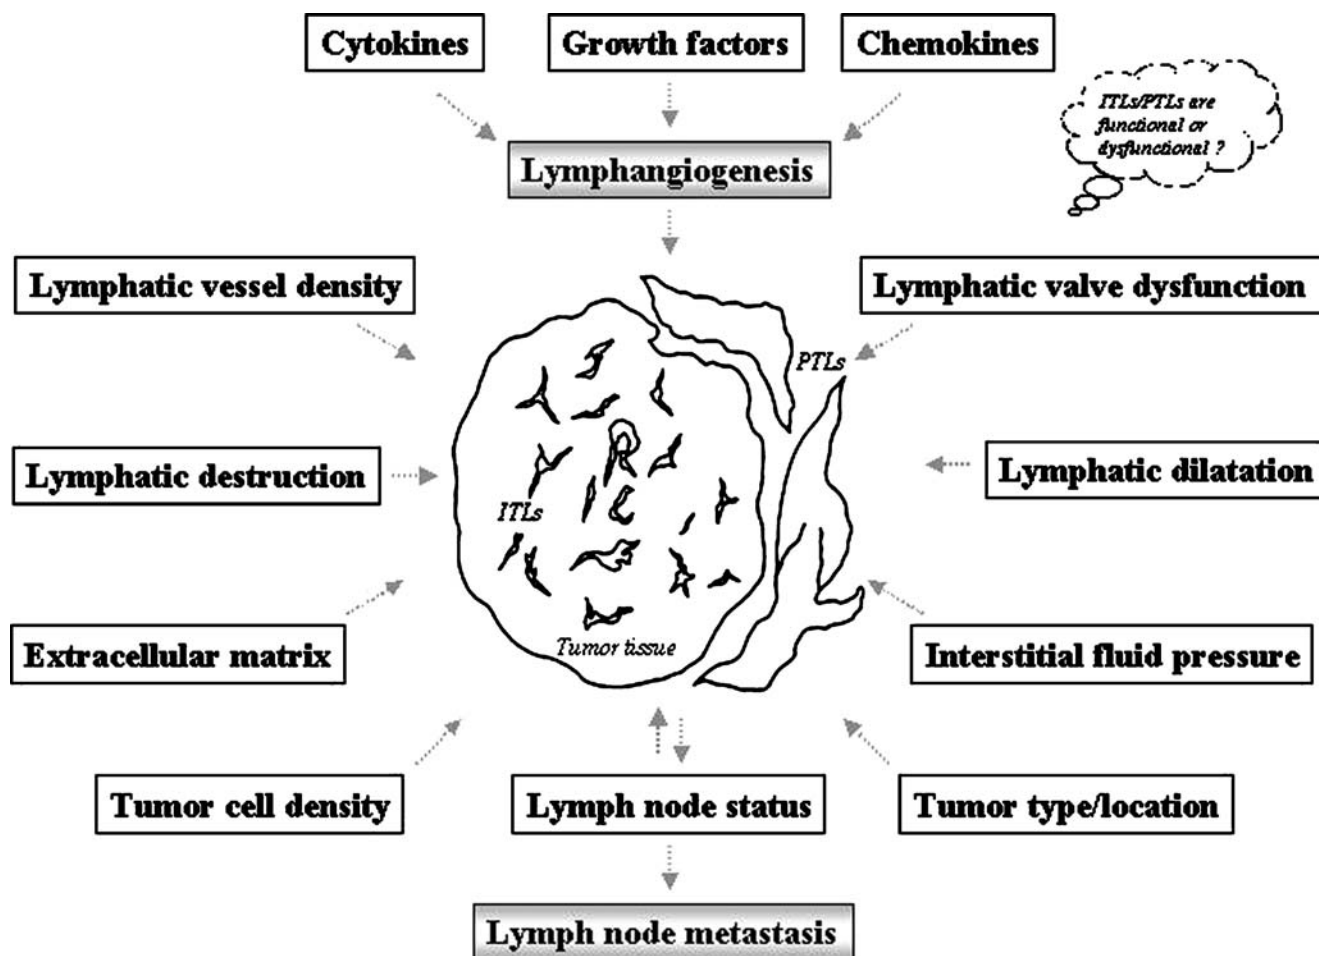 Cytokines
Growth factors
Chemokines
ITLs/PTLs are
functional or
dysfunctional ?
Lymphangiogenesis
Lymphatic vessel density
Lymphatic valve dysfunction
PTLs
Lymphatic destruction
Lymphatic dilatation
ITLs
Extracellular matrix
Tumor tissue
Interstitial fluid pressure
Tumor cell density
Lymph node status
Tumor type/location
Lymph node metastasis